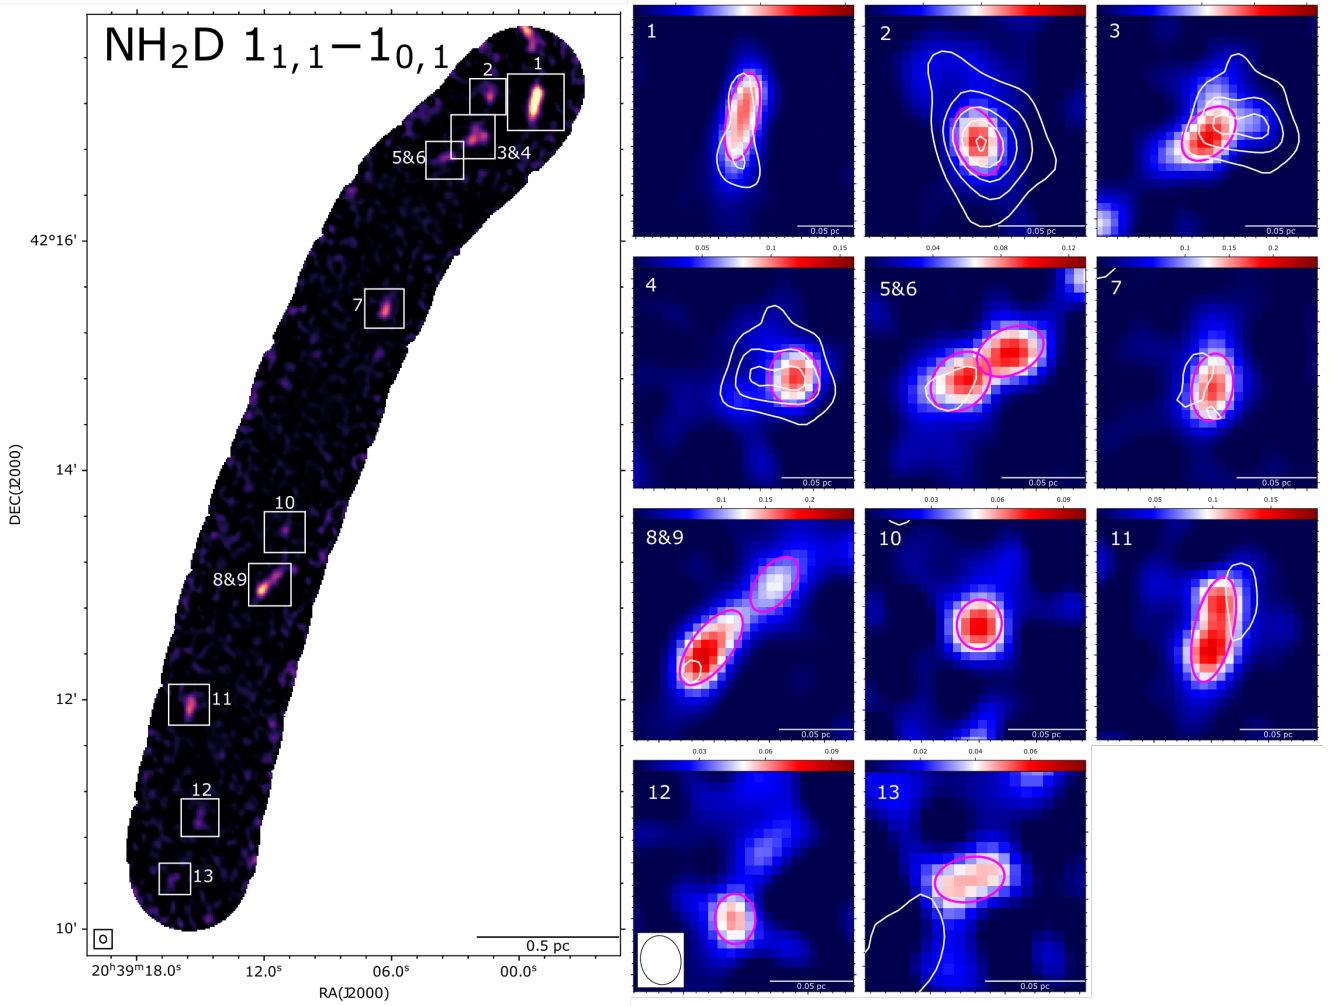 NH₂D 1₁,₁−1₀,₁
1
2
3&4
5&6
7
10
8&9
11
12
13
42°16'
14'
12'
10'
DEC(J2000)
20ʰ39ᵐ18.0ˢ 12.0ˢ 06.0ˢ 00.0ˢ
RA(J2000)
0.5 pc
1
0.05 pc
2
0.05 pc
3
0.05 pc
0.05 0.1 0.15
0.04 0.08 0.12
0.1 0.15 0.2
4
0.05 pc
5&6
0.05 pc
7
0.05 pc
0.1 0.15 0.2
0.03 0.06 0.09
0.05 0.1 0.15
8&9
0.05 pc
10
0.05 pc
11
0.05 pc
0.03 0.06 0.09
0.02 0.04 0.06
12
0.05 pc
13
0.05 pc